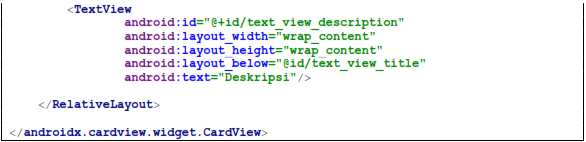 <TextView
android:id="@+id/text_view_description"
android:layout_width="wrap_content"
android:layout_height="wrap_content"
android:layout_below="@id/text_view_title"
android:text="Deskripsi"/>
</RelativeLayout>
</androidx.cardview.widget.CardView>